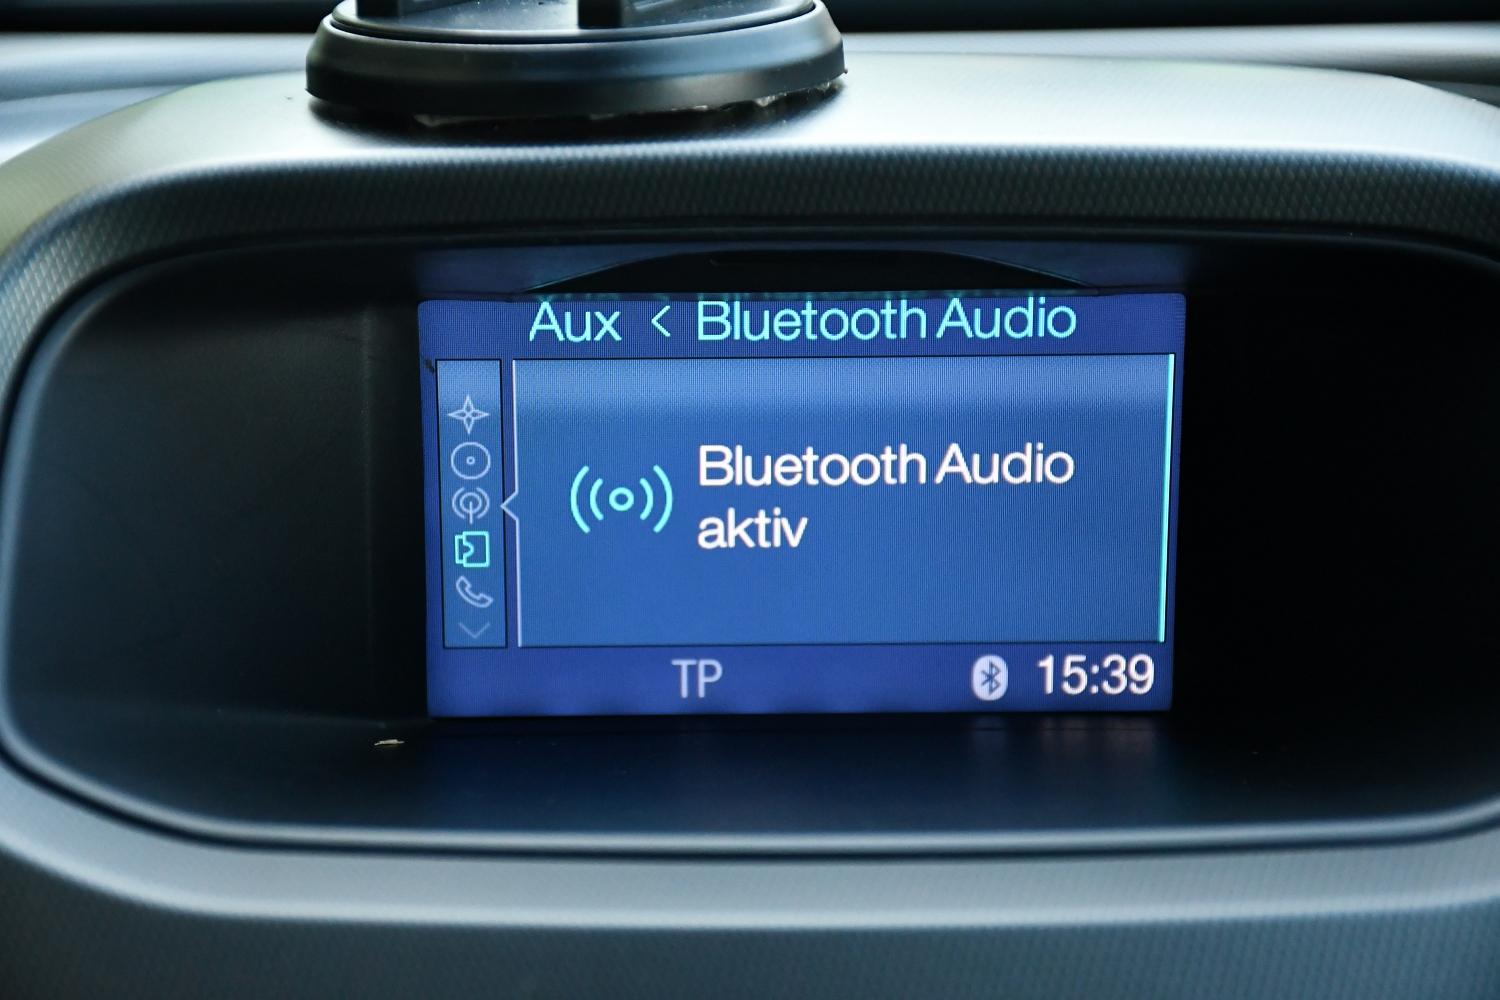 Aux < Bluetooth Audio
Bluetooth Audio
aktiv
TP 15:39